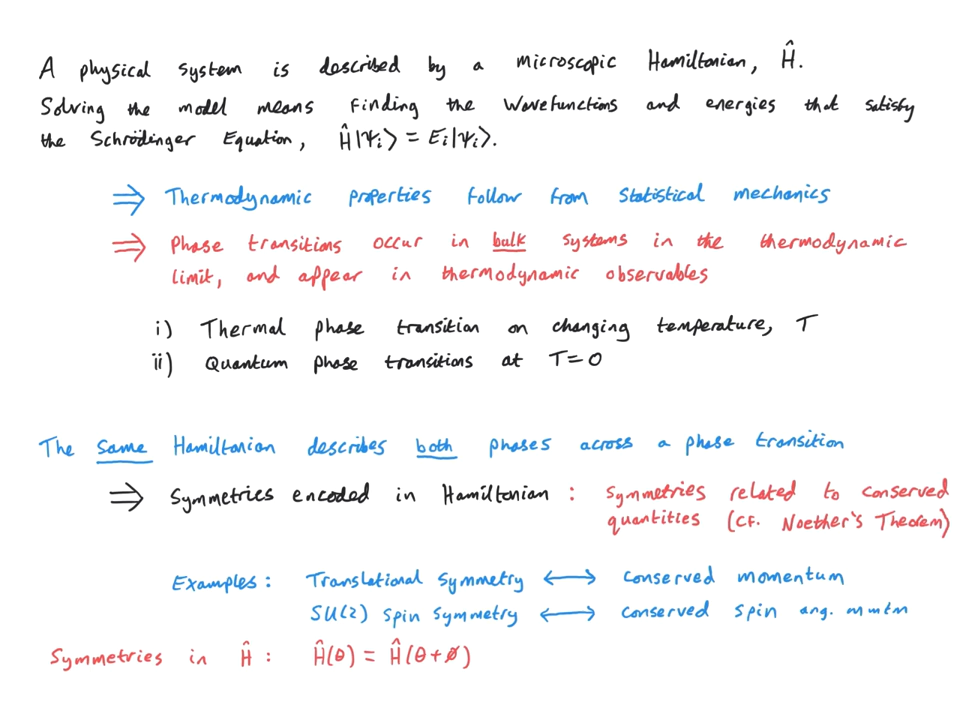 A physical system is described by a microscopic Hamiltonian, Ĥ.
Solving the model means finding the wavefunctions and energies that satisfy
the Schrödinger Equation, Ĥ|Ψᵢ⟩ = Eᵢ|Ψᵢ⟩.
⇒ Thermodynamic properties follow from statistical mechanics
⇒ Phase transitions occur in bulk systems in the thermodynamic
limit, and appear in thermodynamic observables
i) Thermal phase transition on changing temperature, T
ii) Quantum phase transitions at T=0
The same Hamiltonian describes both phases across a phase transition
⇒ Symmetries encoded in Hamiltonian : symmetries related to conserved
quantities (cf. Noether's Theorem)
Examples : Translational symmetry ⟷ conserved momentum
SU(2) spin symmetry ⟷ conserved spin ang. mmtm
Symmetries in Ĥ : Ĥ(θ) = Ĥ(θ+ø)